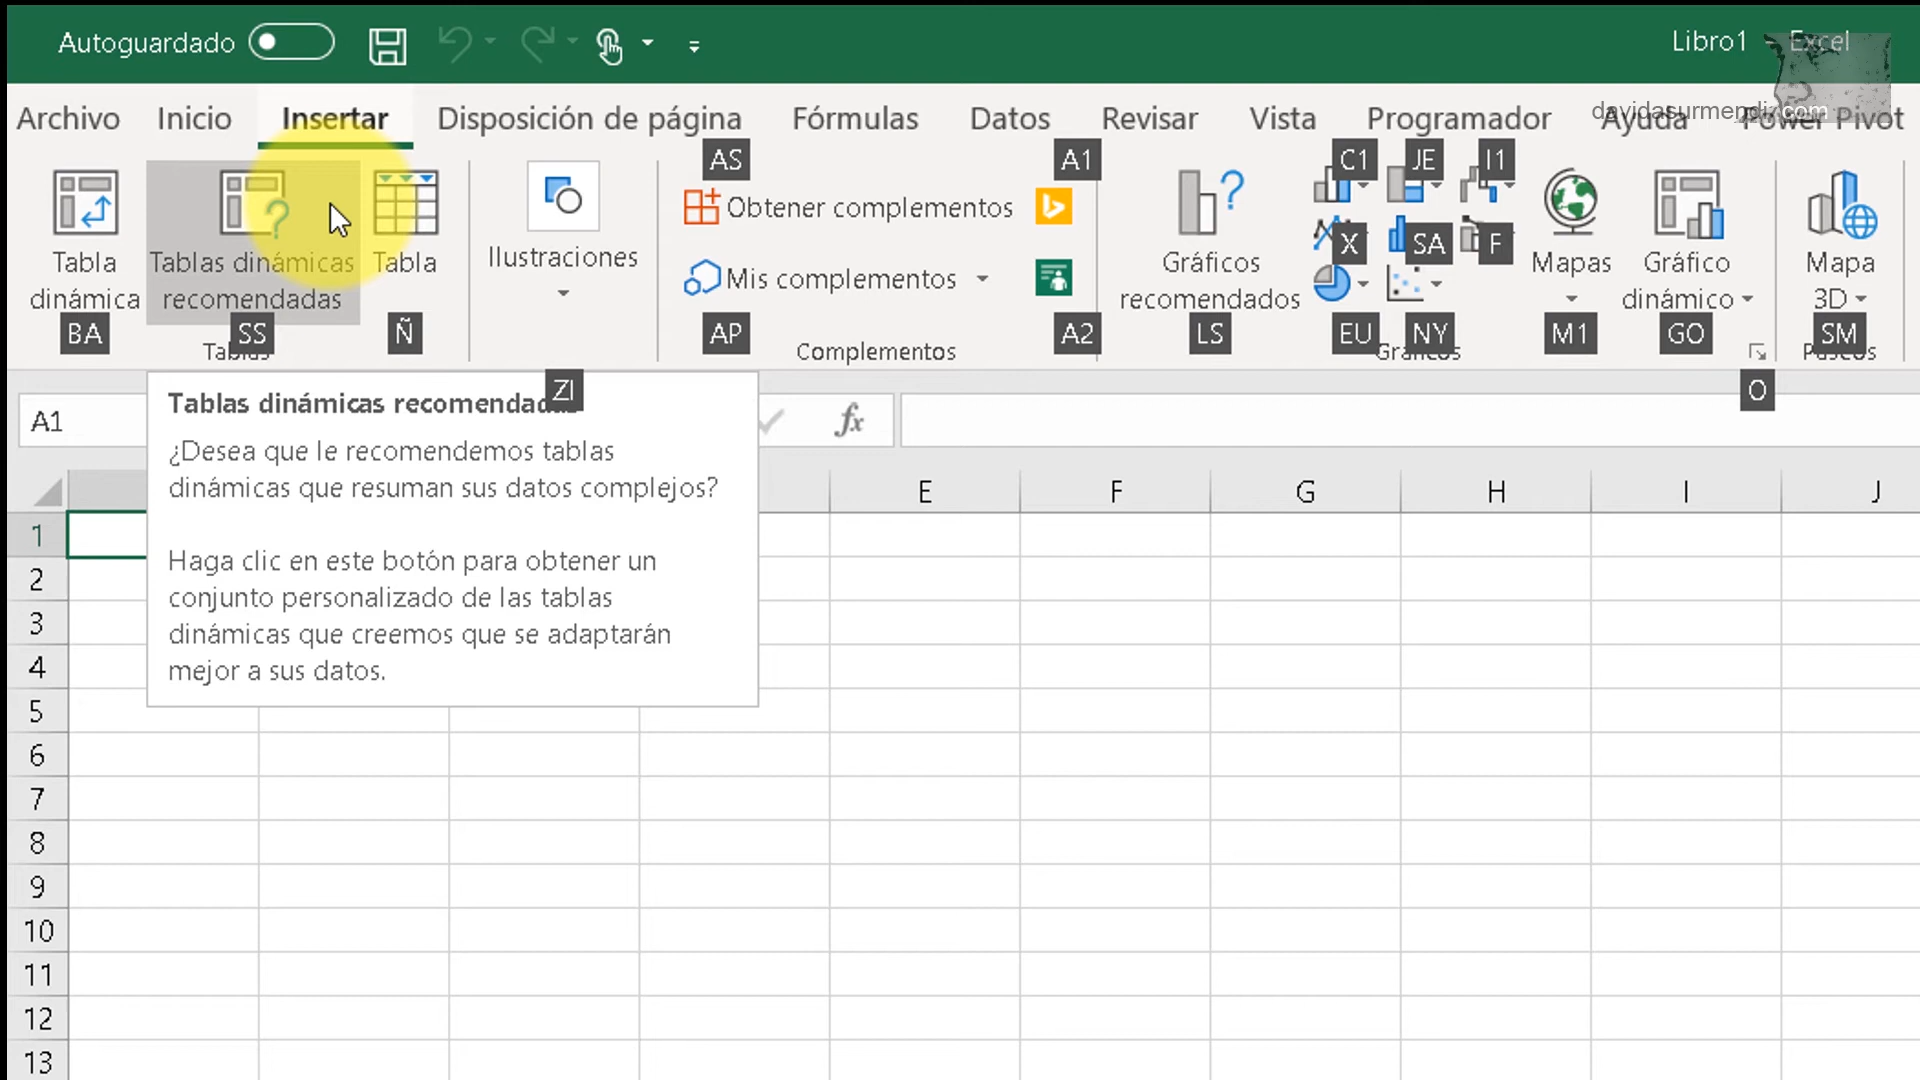 Autoguardado
Libro1 - Excel
davidasurmendi.com
Archivo Inicio Insertar Disposición de página Fórmulas Datos Revisar Vista Programador Ayuda Power Pivot
AS A1 C1 JE I1
Obtener complementos
X SA F
Tabla dinámica
Tablas dinámicas recomendadas
Tabla
Ilustraciones
Mis complementos
Gráficos recomendados
Mapas
Gráfico dinámico
Mapa 3D
BA SS Ñ AP A2 LS EU NY M1 GO SM
Tablas Complementos Gráficos Paseos
ZI O
A1 fx
Tablas dinámicas recomendadas
¿Desea que le recomendemos tablas
dinámicas que resuman sus datos complejos?
Haga clic en este botón para obtener un
conjunto personalizado de las tablas
dinámicas que creemos que se adaptarán
mejor a sus datos.
E F G H I J
1
2
3
4
5
6
7
8
9
10
11
12
13